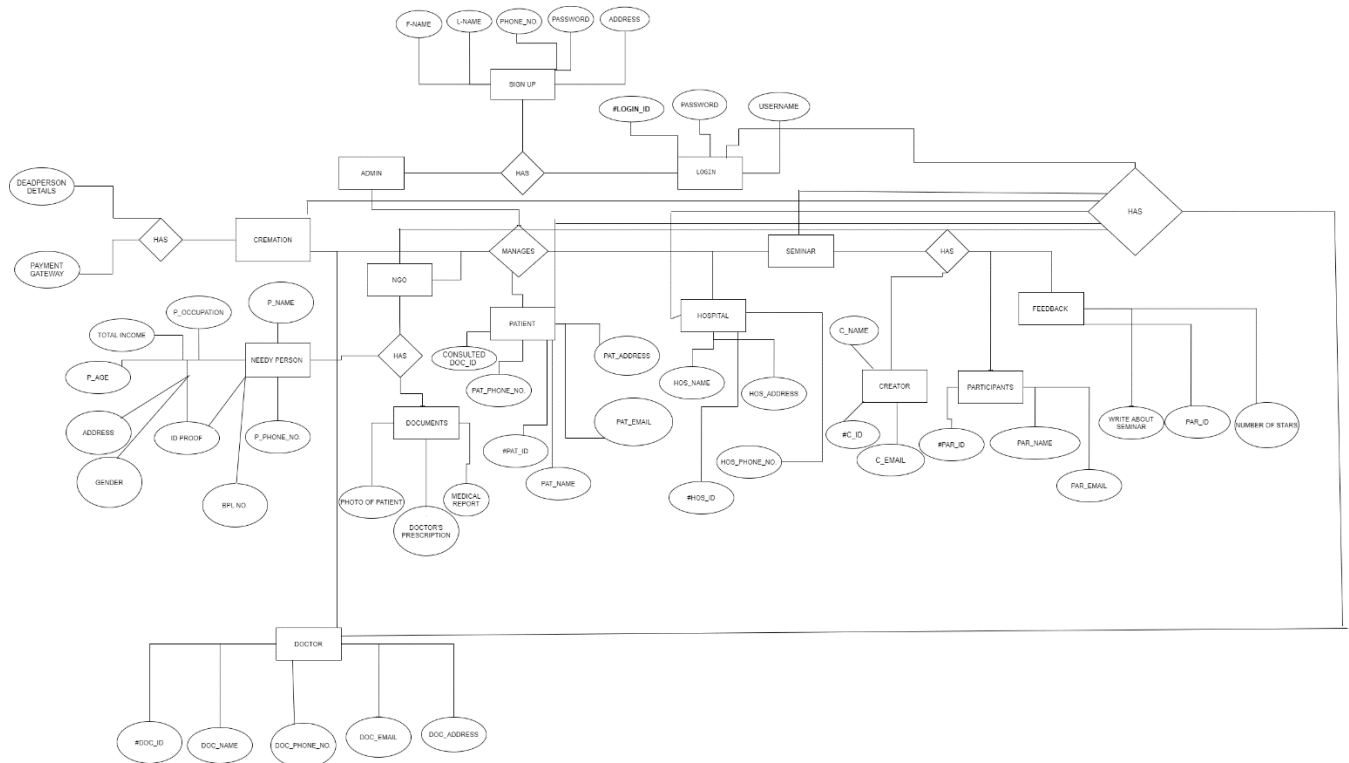 F-NAME
L-NAME
PHONE_NO.
PASSWORD
ADDRESS
SIGN UP
#LOGIN_ID
PASSWORD
USERNAME
ADMIN
HAS
LOGIN
DEADPERSON
DETAILS
HAS
HAS
CREMATION
MANAGES
SEMINAR
HAS
PAYMENT
GATEWAY
NGO
P_NAME
P_OCCUPATION
TOTAL INCOME
PATIENT
HOSPITAL
FEEDBACK
C_NAME
NEEDY PERSON
HAS
CONSULTED
DOC_ID
PAT_ADDRESS
P_AGE
PAT_PHONE_NO.
HOS_NAME
HOS_ADDRESS
CREATOR
PARTICIPANTS
DOCUMENTS
PAT_EMAIL
ADDRESS
ID PROOF
P_PHONE_NO.
#C_ID
#PAR_ID
PAR_NAME
WRITE ABOUT
SEMINAR
PAR_ID
NUMBER OF STARS
#PAT_ID
C_EMAIL
HOS_PHONE_NO.
GENDER
PAT_NAME
PAR_EMAIL
BPL NO.
PHOTO OF PATIENT
MEDICAL
REPORT
#HOS_ID
DOCTOR'S
PRESCRIPTION
DOCTOR
#DOC_ID
DOC_NAME
DOC_PHONE_NO.
DOC_EMAIL
DOC_ADDRESS